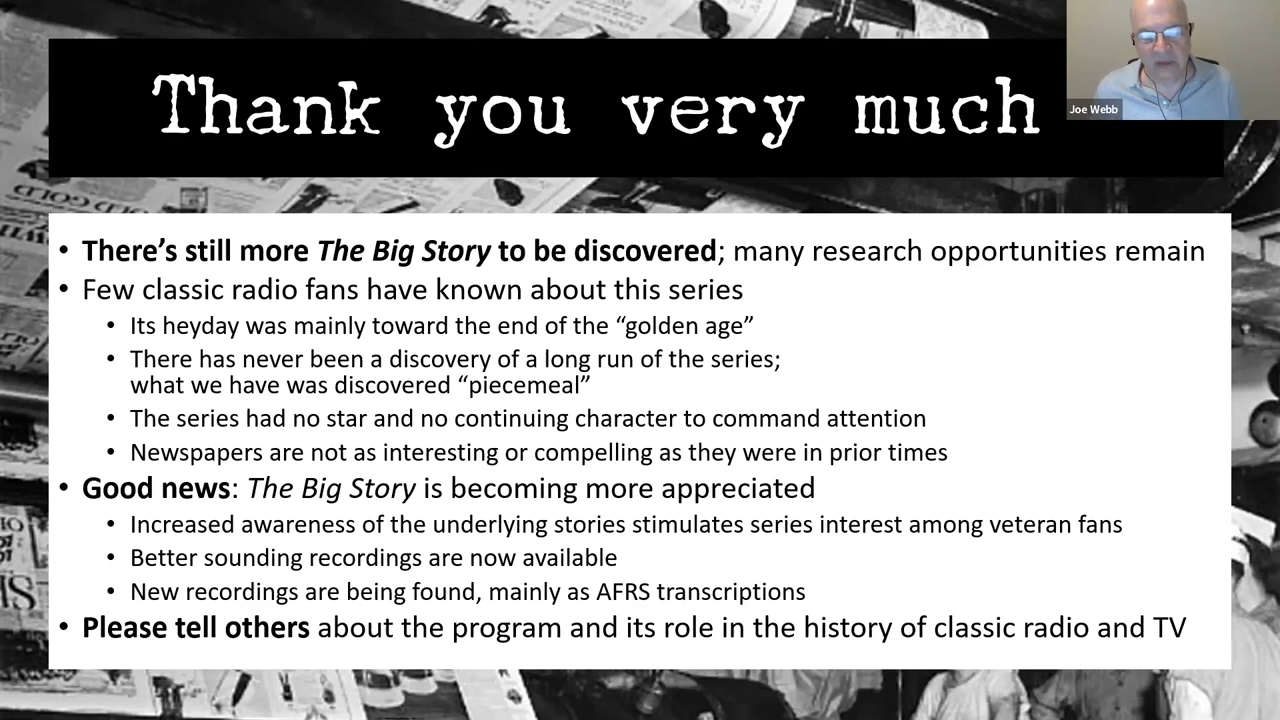 Thank you very much
Joe Webb
• There’s still more The Big Story to be discovered; many research opportunities remain
• Few classic radio fans have known about this series
• Its heyday was mainly toward the end of the “golden age”
• There has never been a discovery of a long run of the series;
what we have was discovered “piecemeal”
• The series had no star and no continuing character to command attention
• Newspapers are not as interesting or compelling as they were in prior times
• Good news: The Big Story is becoming more appreciated
• Increased awareness of the underlying stories stimulates series interest among veteran fans
• Better sounding recordings are now available
• New recordings are being found, mainly as AFRS transcriptions
• Please tell others about the program and its role in the history of classic radio and TV